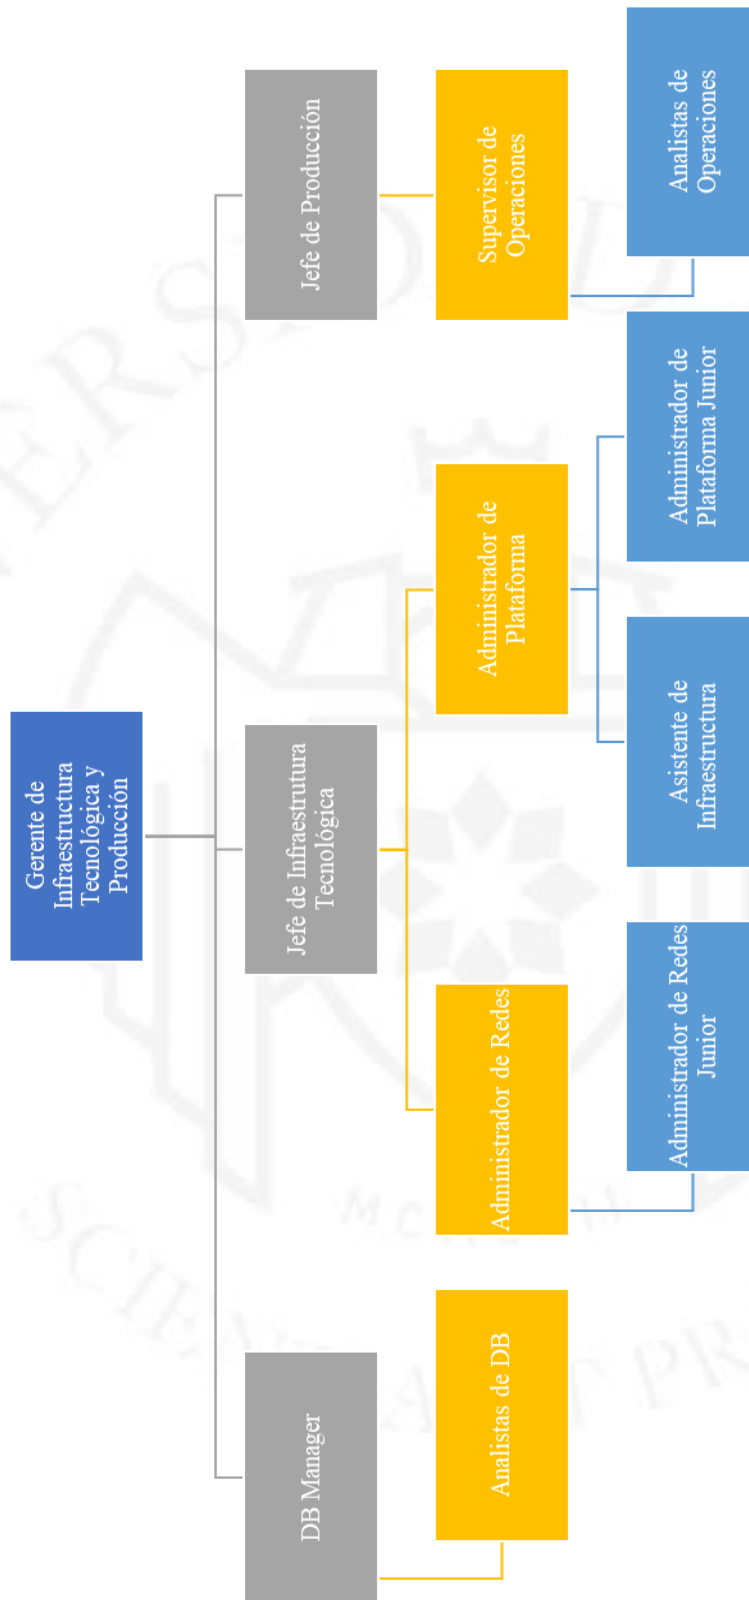 Gerente de
Infraestructura
Tecnológica y
Producción
DB Manager
Jefe de Infraestrutura
Tecnológica
Jefe de Producción
Analistas de DB
Administrador de Redes
Administrador de
Plataforma
Supervisor de
Operaciones
Administrador de Redes
Junior
Asistente de
Infraestructura
Administrador de
Plataforma Junior
Analistas de
Operaciones